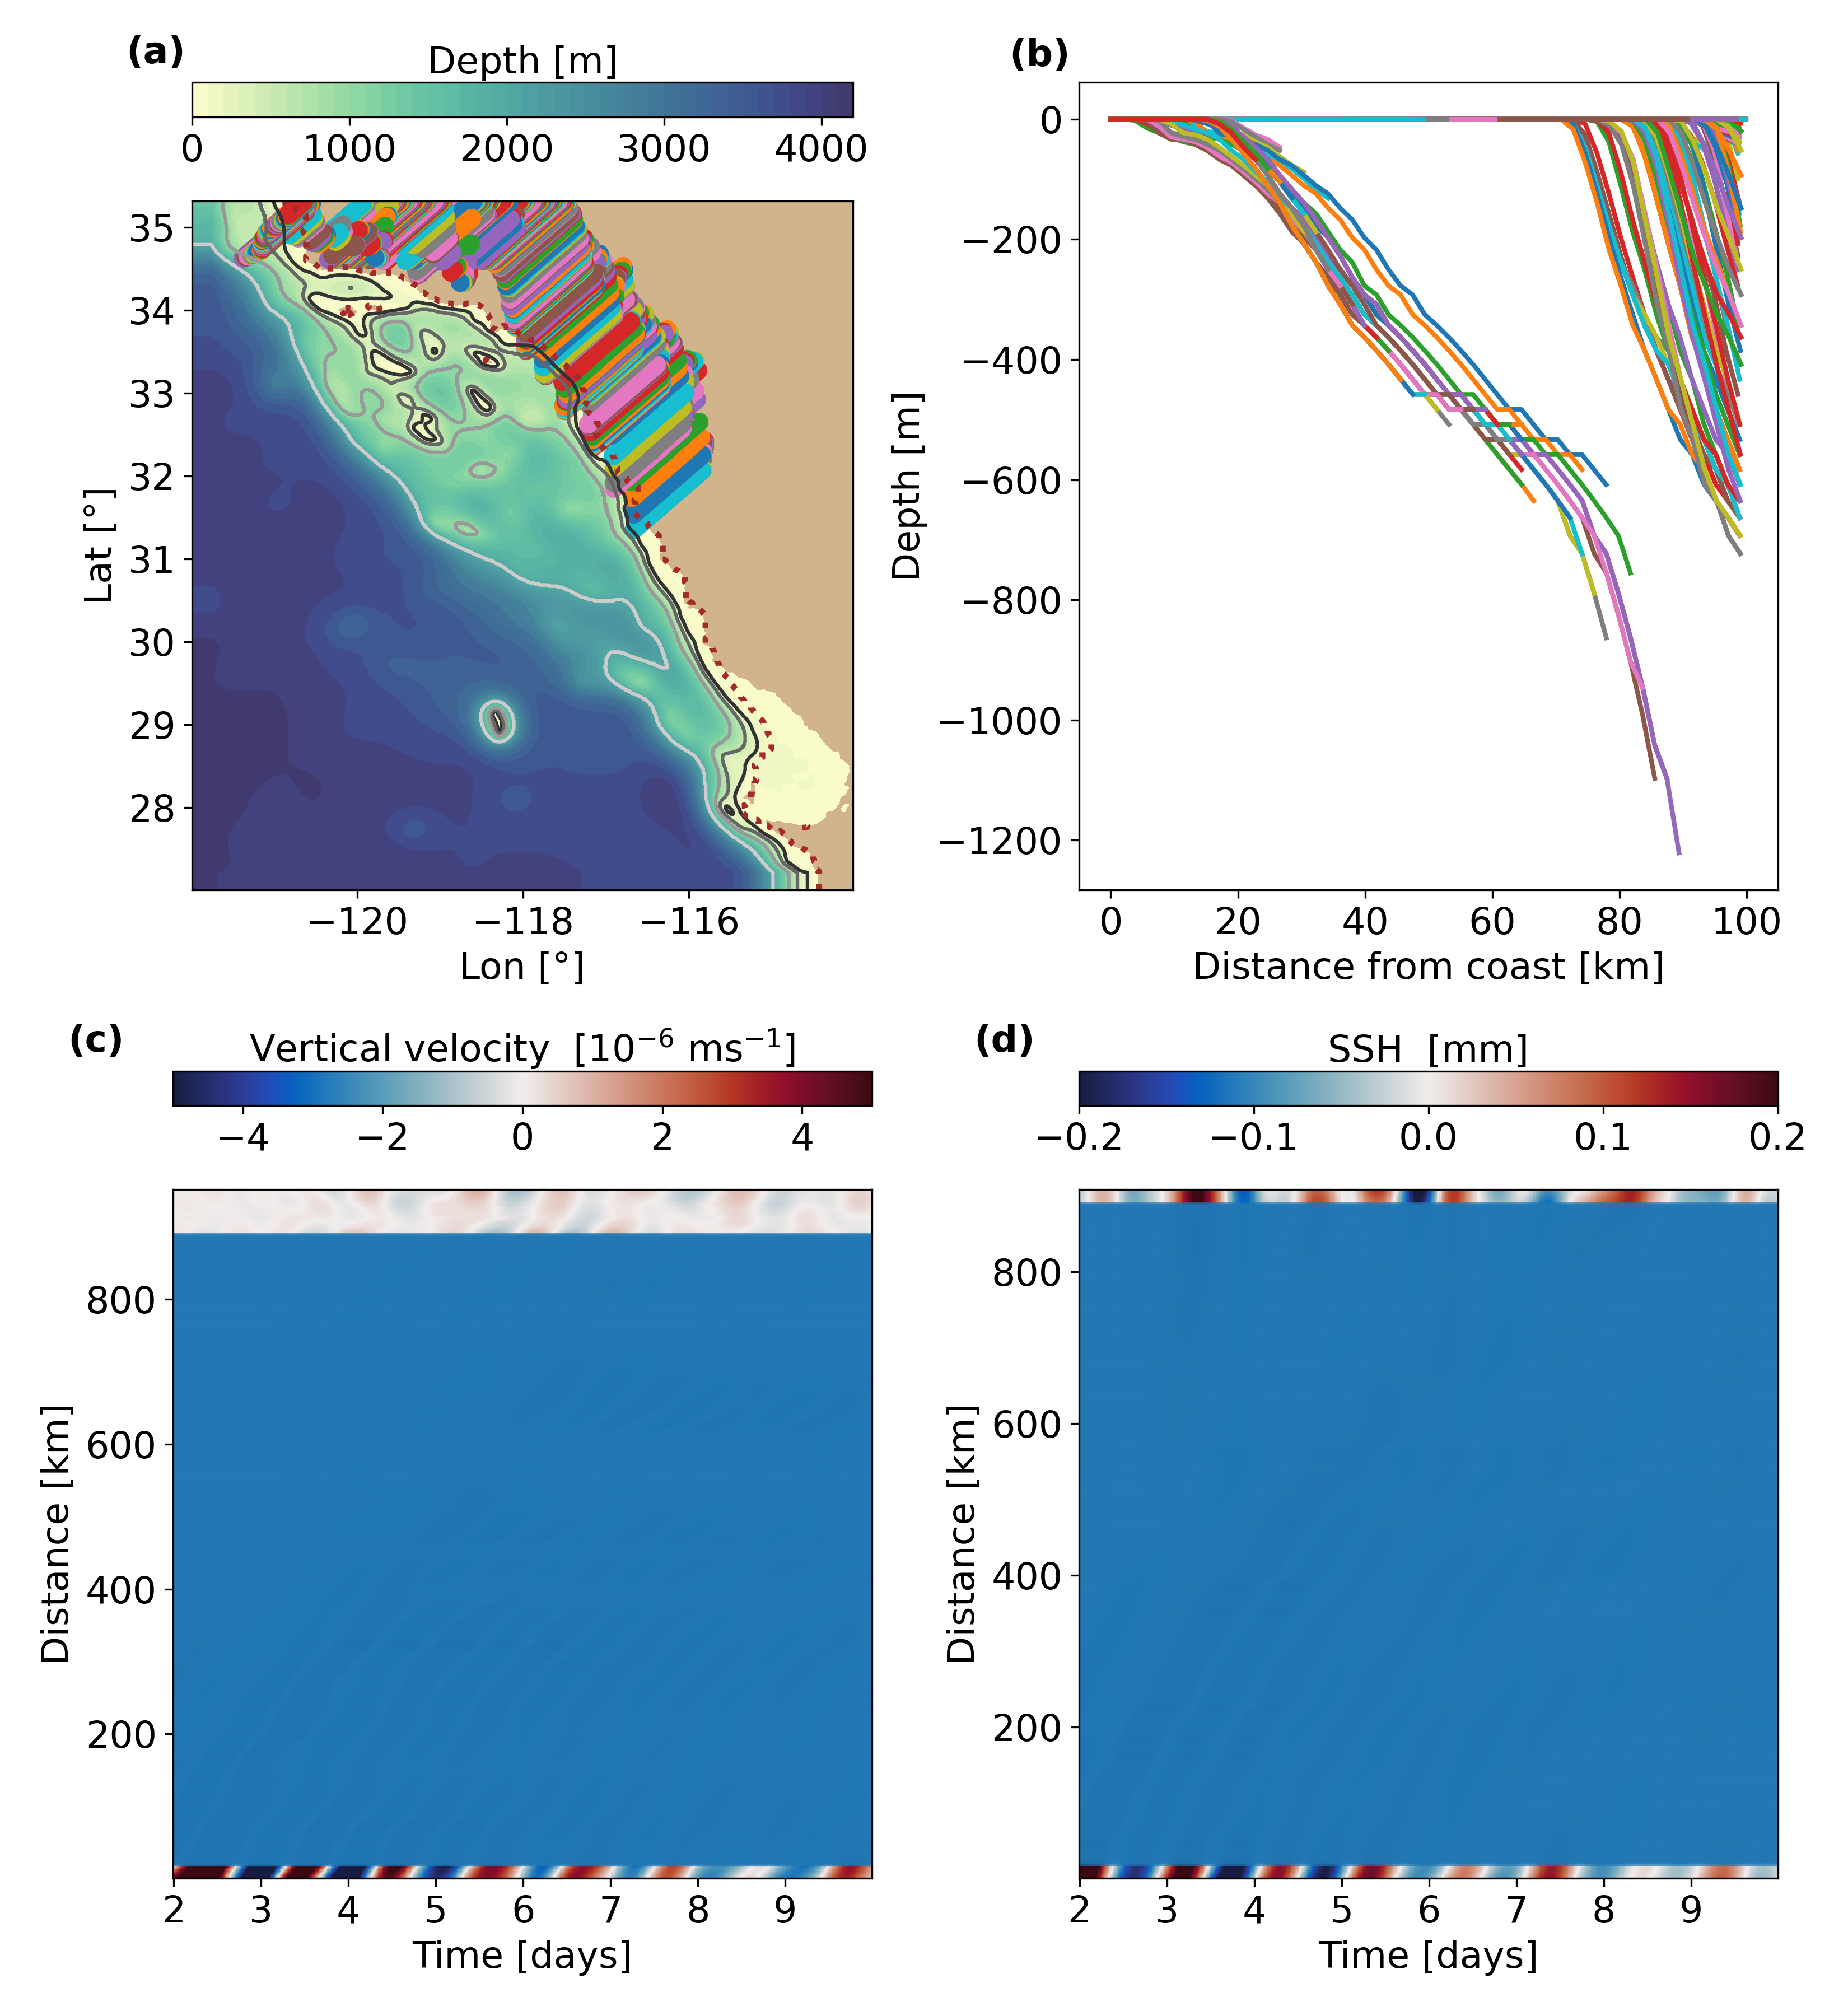 (a)
Depth [m]
0 1000 2000 3000 4000
35
34
33
32
31
30
29
28
Lat [°]
−120 −118 −116
Lon [°]
(b)
0
−200
−400
−600
−800
−1000
−1200
Depth [m]
0 20 40 60 80 100
Distance from coast [km]
(c)
Vertical velocity [10⁻⁶ ms⁻¹]
−4 −2 0 2 4
800
600
400
200
Distance [km]
2 3 4 5 6 7 8 9
Time [days]
(d)
SSH [mm]
−0.2 −0.1 0.0 0.1 0.2
800
600
400
200
Distance [km]
2 3 4 5 6 7 8 9
Time [days]